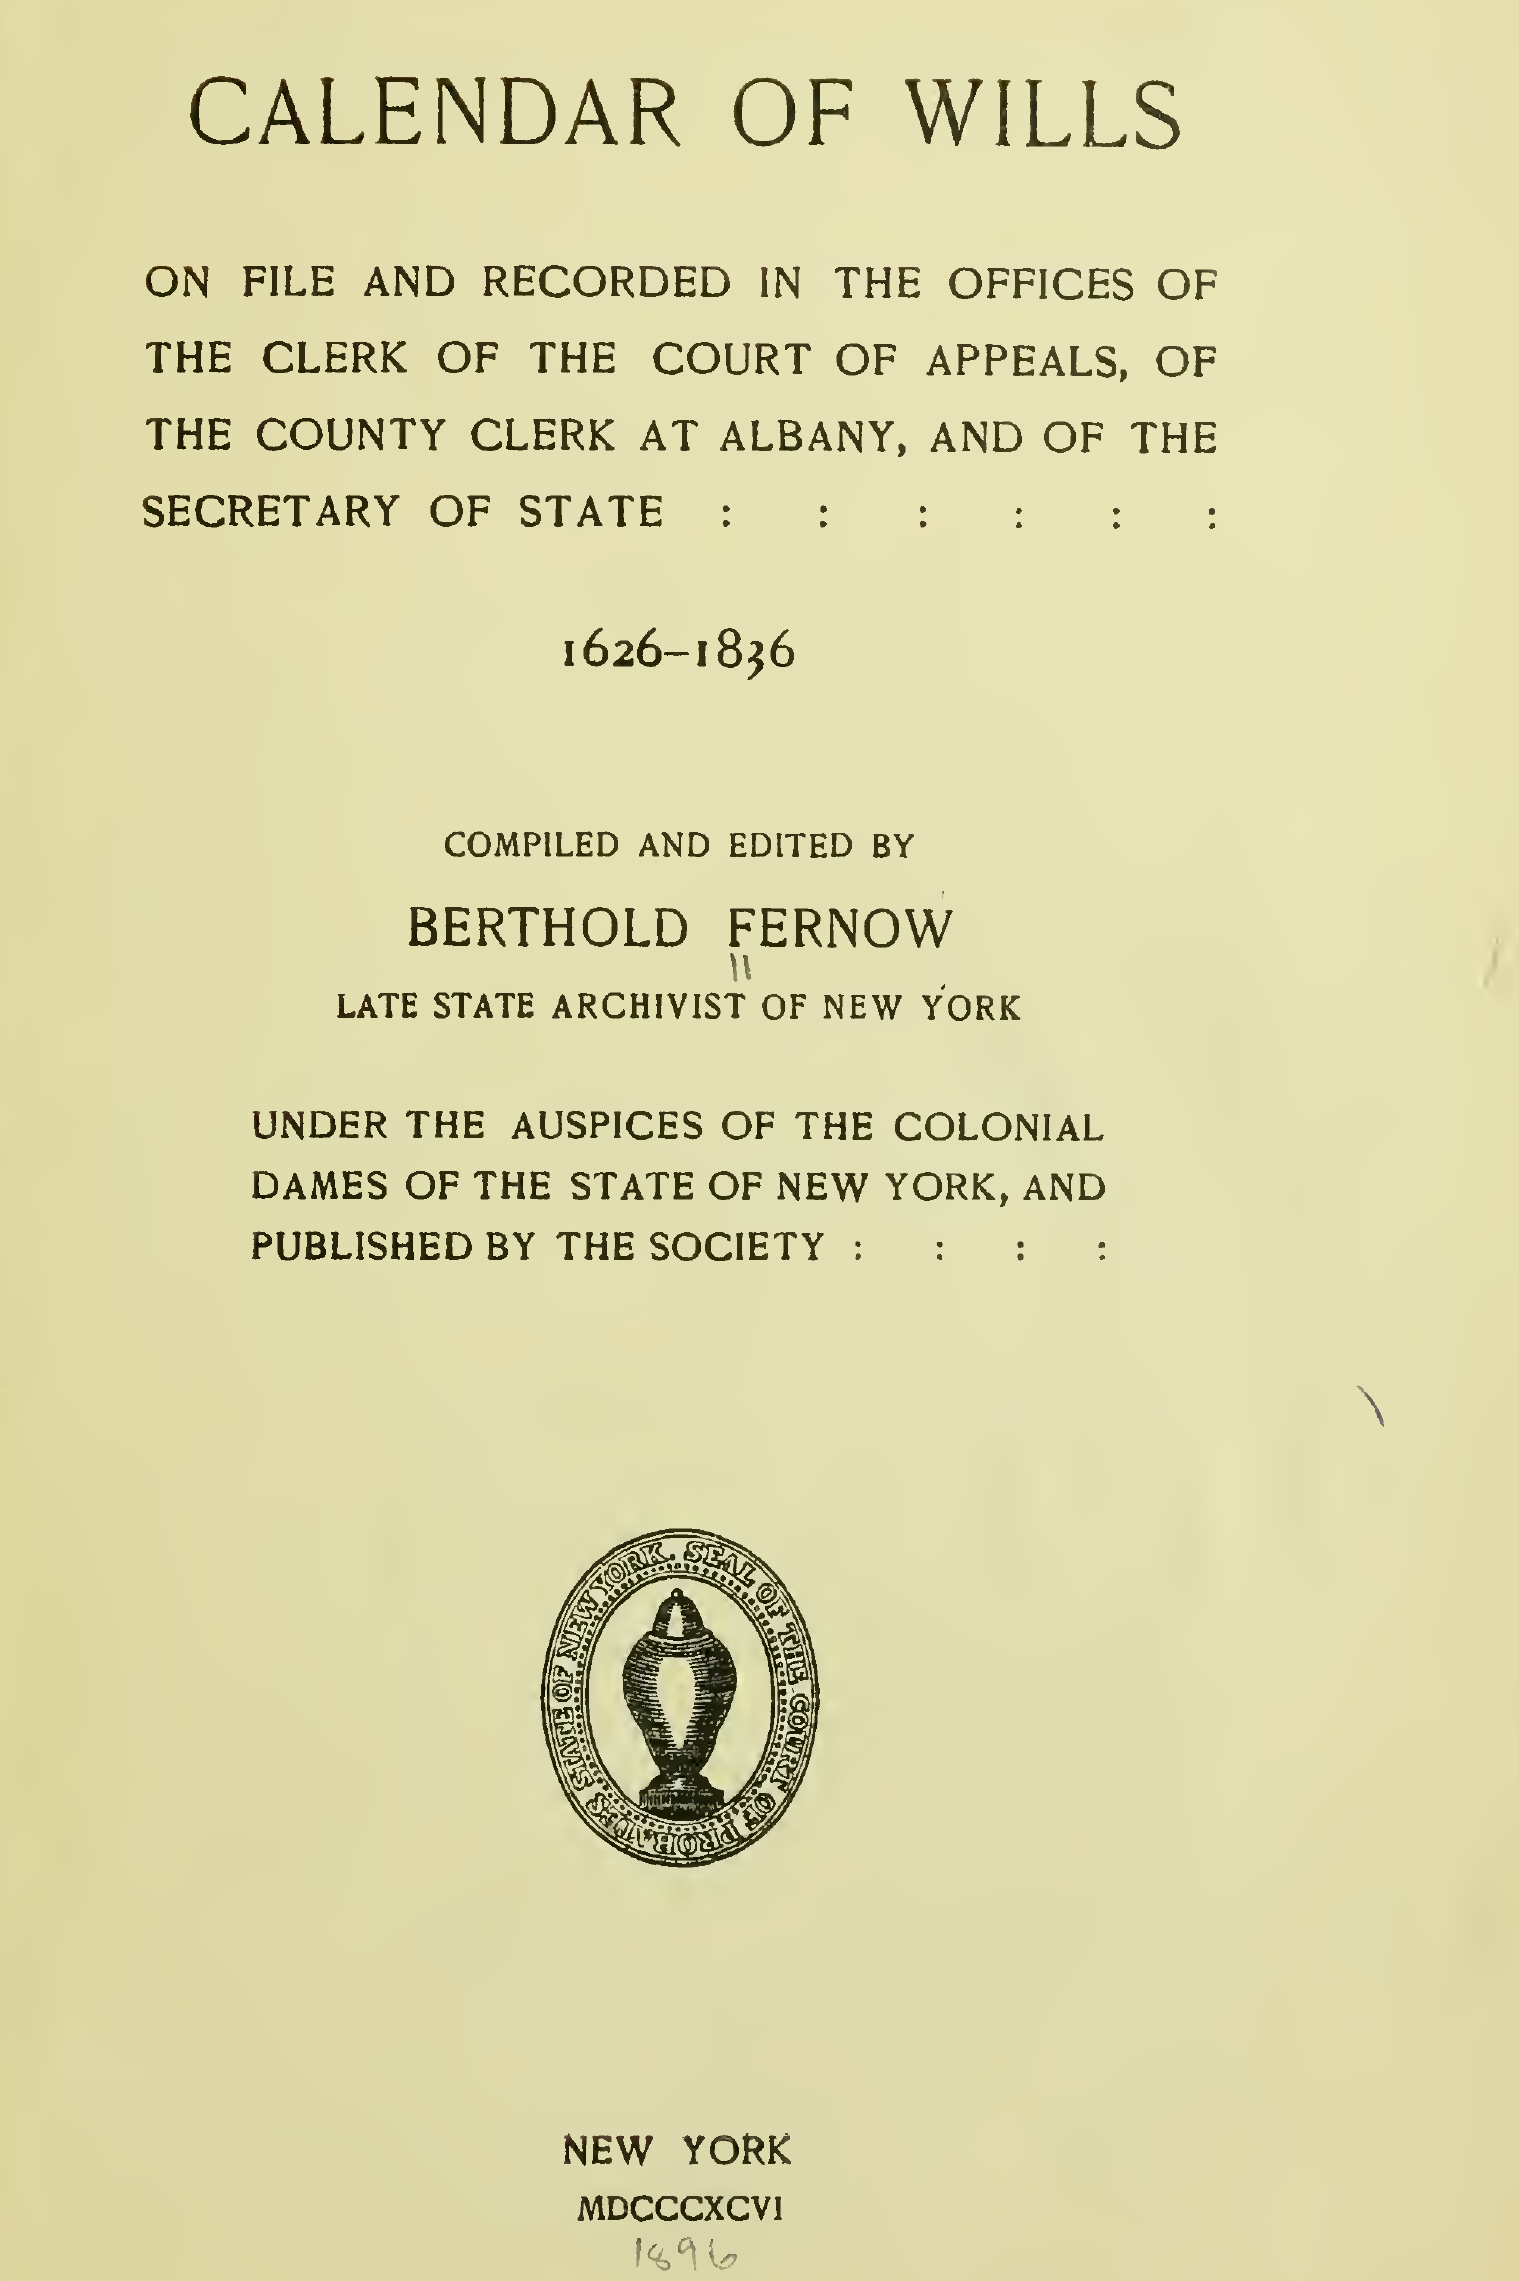 CALENDAR OF WILLS
ON FILE AND RECORDED IN THE OFFICES OF
THE CLERK OF THE COURT OF APPEALS, OF
THE COUNTY CLERK AT ALBANY, AND OF THE
SECRETARY OF STATE : : : : : :
1626–1836
COMPILED AND EDITED BY
BERTHOLD FERNOW
LATE STATE ARCHIVIST OF NEW YORK
UNDER THE AUSPICES OF THE COLONIAL
DAMES OF THE STATE OF NEW YORK, AND
PUBLISHED BY THE SOCIETY : : : :
STATE OF NEW YORK. SEAL OF THE COURT OF PROBATES
NEW YORK
MDCCCXCVI
1896